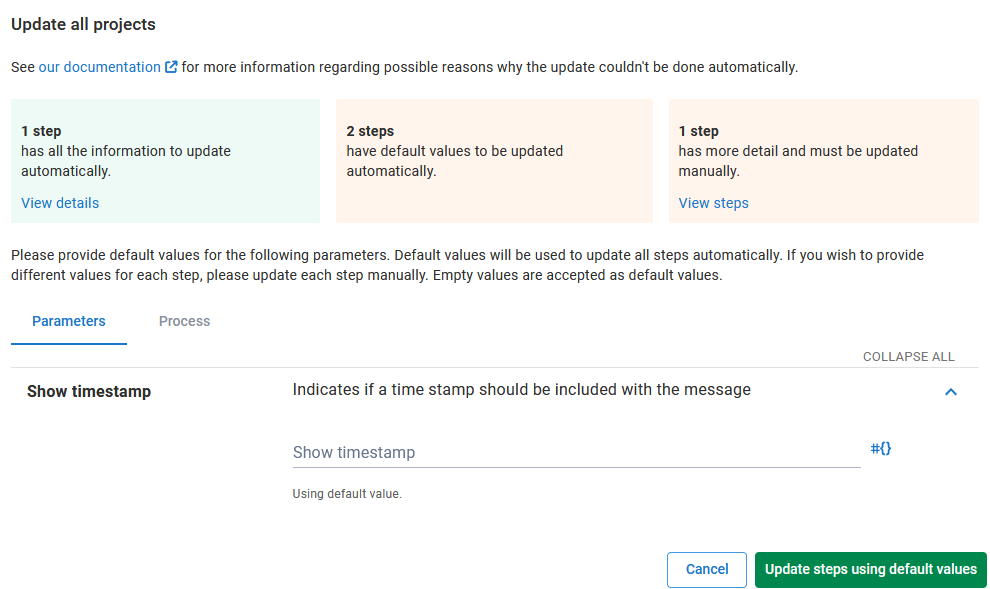 Update all projects
See our documentation for more information regarding possible reasons why the update couldn't be done automatically.
1 step
has all the information to update
automatically.
View details
2 steps
have default values to be updated
automatically.
1 step
has more detail and must be updated
manually.
View steps
Please provide default values for the following parameters. Default values will be used to update all steps automatically. If you wish to provide
different values for each step, please update each step manually. Empty values are accepted as default values.
Parameters
Process
COLLAPSE ALL
Show timestamp
Indicates if a time stamp should be included with the message
Show timestamp
#{}
Using default value.
Cancel
Update steps using default values